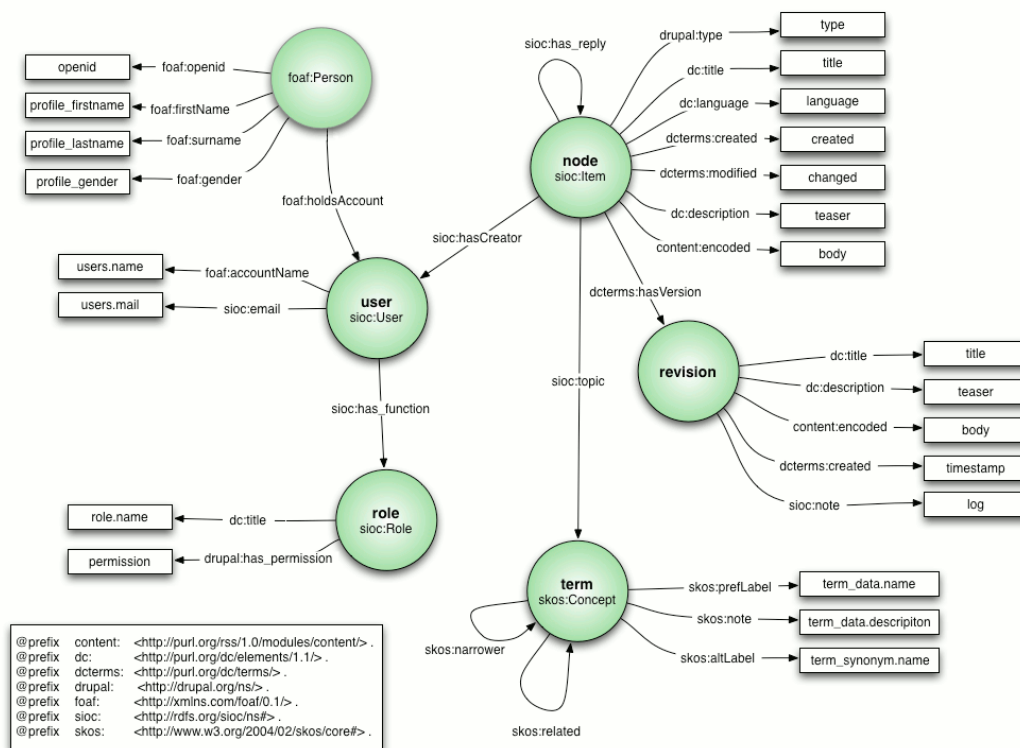 sioc:has_reply
drupal:type
type
openid
foaf:openid
foaf:Person
dc:title
title
profile_firstname
foaf:firstName
dc:language
language
profile_lastname
foaf:surname
dcterms:created
created
node
sioc:Item
profile_gender
foaf:gender
dcterms:modified
changed
foaf:holdsAccount
dc:description
teaser
sioc:hasCreator
content:encoded
body
users.name
foaf:accountName
dcterms:hasVersion
users.mail
sioc:email
user
sioc:User
dc:title
title
revision
sioc:topic
dc:description
teaser
sioc:has_function
content:encoded
body
dcterms:created
timestamp
sioc:note
log
role.name
dc:title
role
sioc:Role
permission
drupal:has_permission
term
skos:Concept
skos:prefLabel
term_data.name
skos:note
term_data.descripiton
skos:narrower
skos:altLabel
term_synonym.name
skos:related
@prefix content: <http://purl.org/rss/1.0/modules/content/> .
@prefix dc: <http://purl.org/dc/elements/1.1/> .
@prefix dcterms: <http://purl.org/dc/terms/> .
@prefix drupal: <http://drupal.org/ns/> .
@prefix foaf: <http://xmlns.com/foaf/0.1/> .
@prefix sioc: <http://rdfs.org/sioc/ns#> .
@prefix skos: <http://www.w3.org/2004/02/skos/core#> .